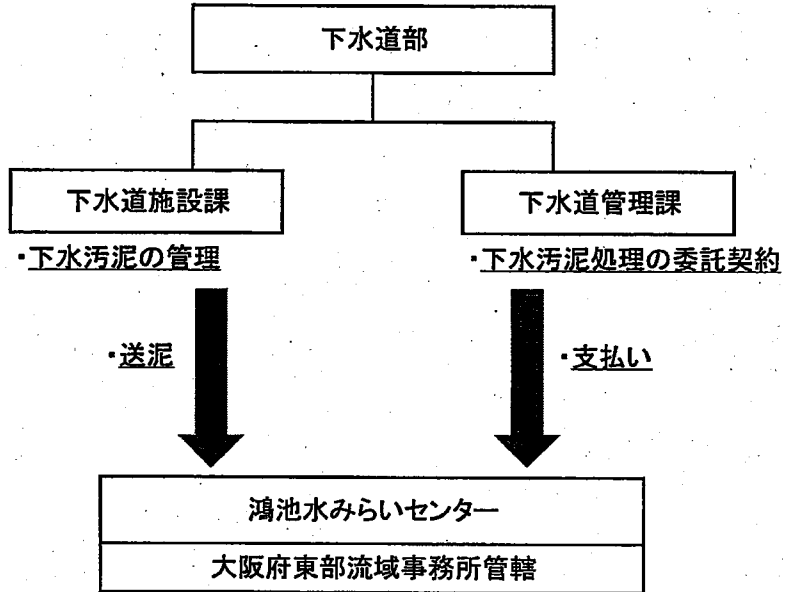 下水道部
下水道施設課
下水道管理課
・下水汚泥の管理
・下水汚泥処理の委託契約
・送泥
・支払い
鴻池水みらいセンター
大阪府東部流域事務所管轄